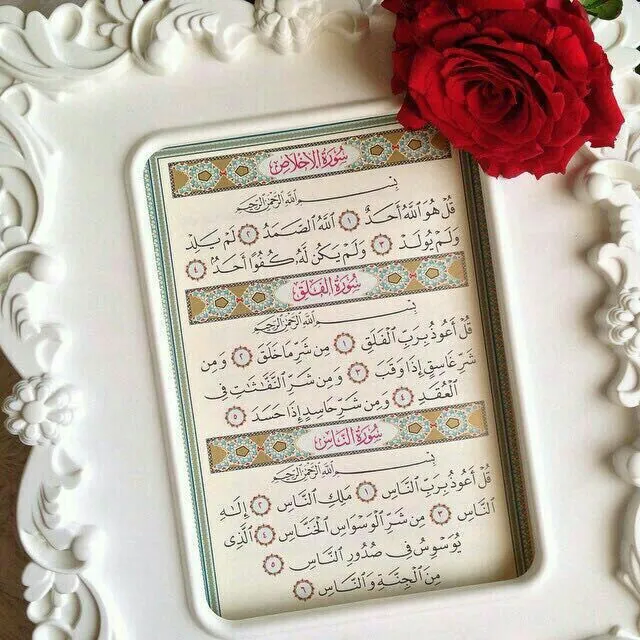 سُورَةُ الْإِخْلَاصِ
بِسْمِ اللَّهِ الرَّحْمَٰنِ الرَّحِيمِ
قُلْ هُوَ اللَّهُ أَحَدٌ ١ اللَّهُ الصَّمَدُ ٢ لَمْ يَلِدْ
وَلَمْ يُولَدْ ٣ وَلَمْ يَكُن لَّهُ كُفُوًا أَحَدٌ ٤
سُورَةُ الْفَلَقِ
بِسْمِ اللَّهِ الرَّحْمَٰنِ الرَّحِيمِ
قُلْ أَعُوذُ بِرَبِّ الْفَلَقِ ١ مِن شَرِّ مَا خَلَقَ ٢ وَمِن
شَرِّ غَاسِقٍ إِذَا وَقَبَ ٣ وَمِن شَرِّ النَّفَّاثَاتِ فِي
الْعُقَدِ ٤ وَمِن شَرِّ حَاسِدٍ إِذَا حَسَدَ ٥
سُورَةُ النَّاسِ
بِسْمِ اللَّهِ الرَّحْمَٰنِ الرَّحِيمِ
قُلْ أَعُوذُ بِرَبِّ النَّاسِ ١ مَلِكِ النَّاسِ ٢ إِلَٰهِ
النَّاسِ ٣ مِن شَرِّ الْوَسْوَاسِ الْخَنَّاسِ ٤ الَّذِي
يُوَسْوِسُ فِي صُدُورِ النَّاسِ ٥
مِنَ الْجِنَّةِ وَالنَّاسِ ٦